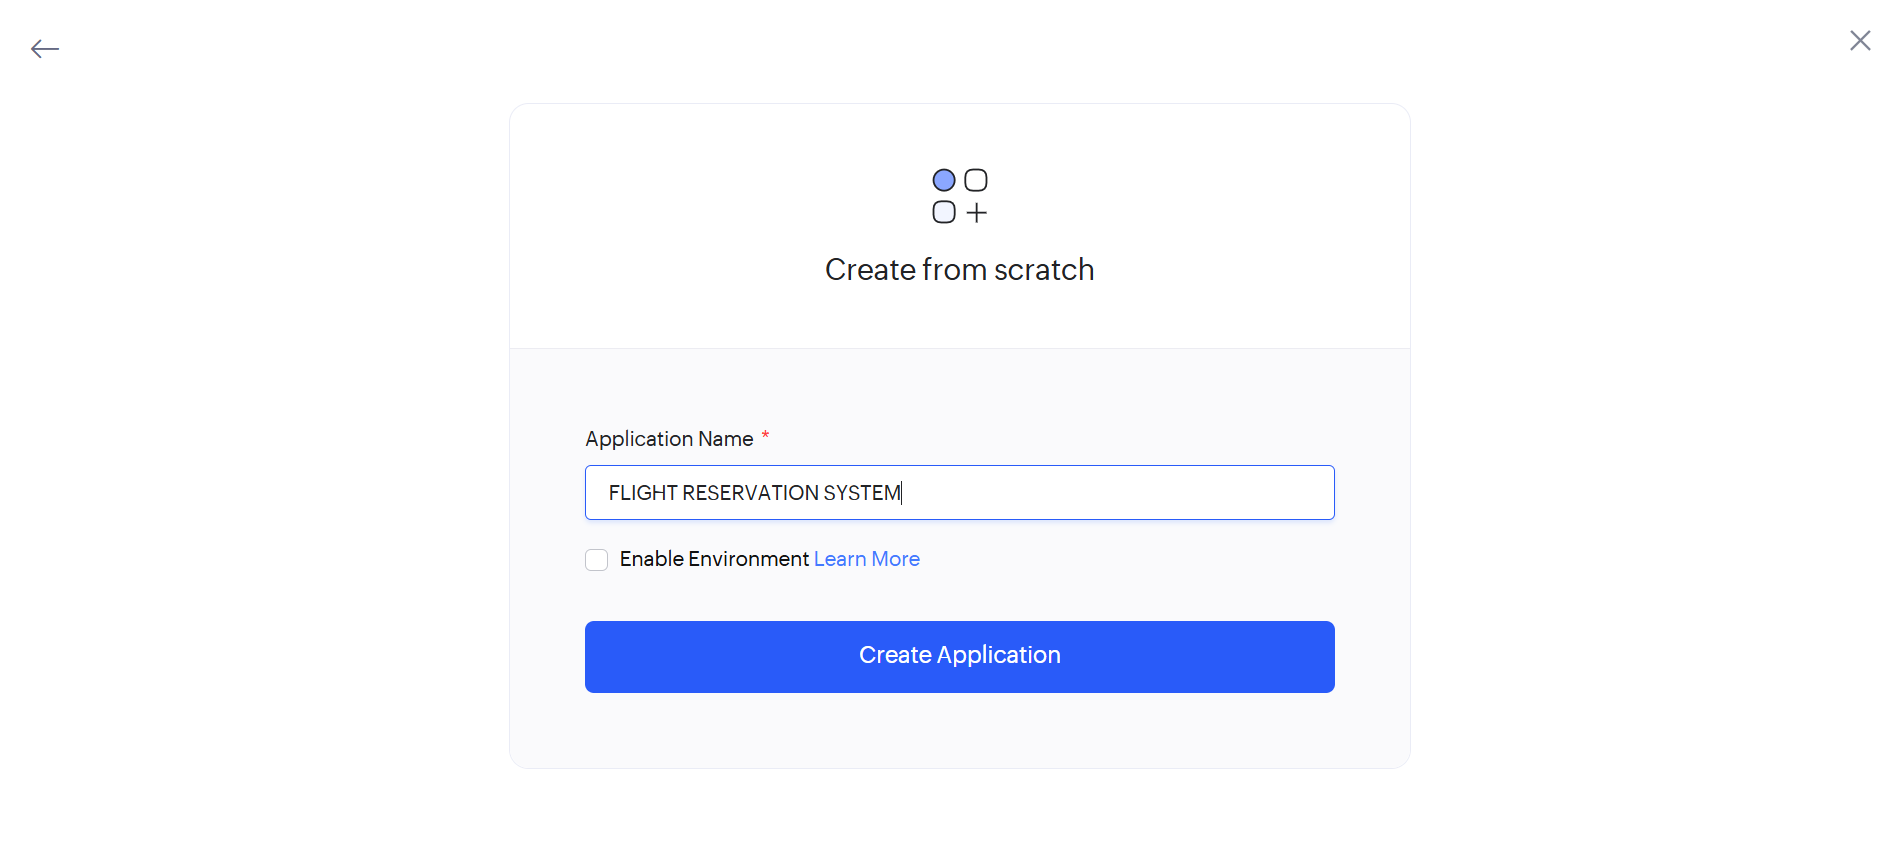 Create from scratch
Application Name *
FLIGHT RESERVATION SYSTEM
Enable Environment Learn More
Create Application